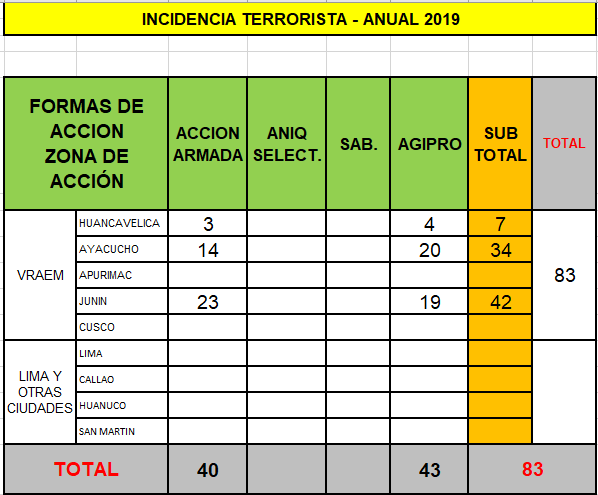 INCIDENCIA TERRORISTA - ANUAL 2019
FORMAS DE
ACCION
ZONA DE
ACCIÓN
ACCION
ARMADA
ANIQ
SELECT.
SAB.
AGIPRO
SUB
TOTAL
TOTAL
VRAEM
HUANCAVELICA 3 4 7
AYACUCHO 14 20 34
APURIMAC
JUNIN 23 19 42
CUSCO
83
LIMA Y
OTRAS
CIUDADES
LIMA
CALLAO
HUANUCO
SAN MARTIN
TOTAL 40 43 83